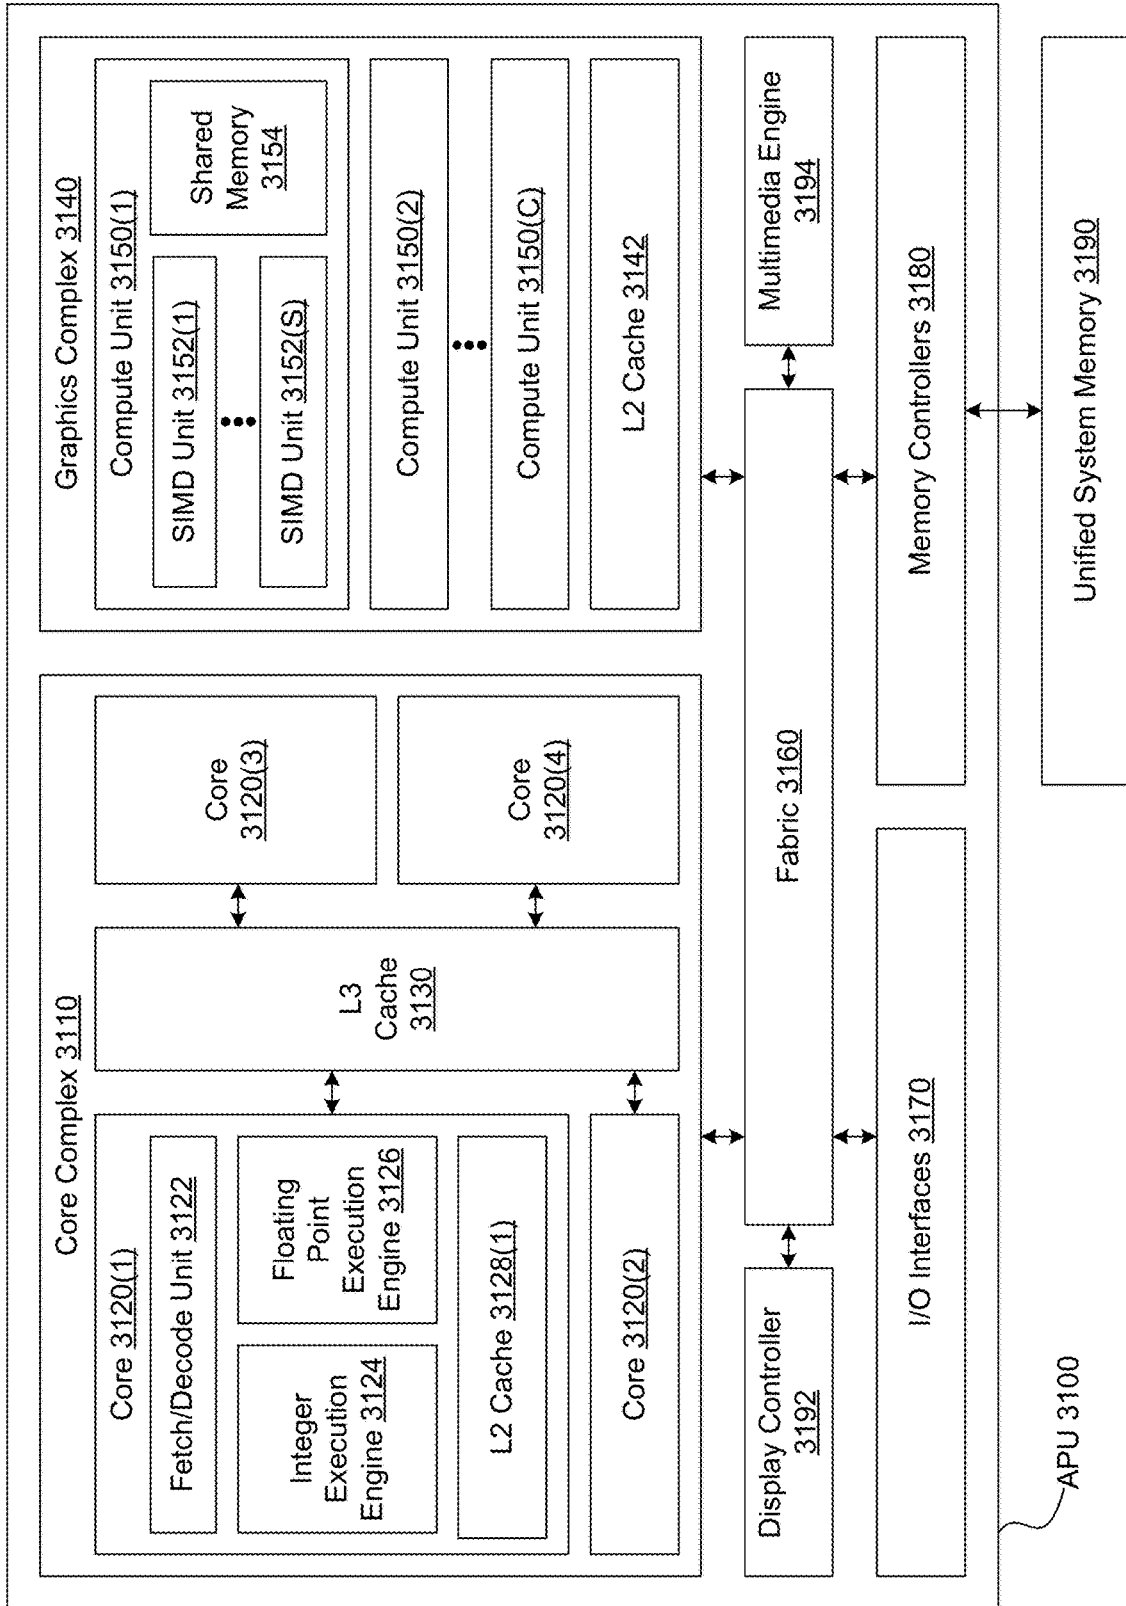 Core Complex 3110
Core 3120(1)
Fetch/Decode Unit 3122
Integer
Execution
Engine 3124
Floating
Point
Execution
Engine 3126
L2 Cache 3128(1)
Core 3120(2)
L3
Cache
3130
Core
3120(3)
Core
3120(4)
Graphics Complex 3140
Compute Unit 3150(1)
SIMD Unit 3152(1)
SIMD Unit 3152(S)
Shared
Memory
3154
Compute Unit 3150(2)
Compute Unit 3150(C)
L2 Cache 3142
Display Controller
3192
Fabric 3160
Multimedia Engine
3194
I/O Interfaces 3170
Memory Controllers 3180
APU 3100
Unified System Memory 3190